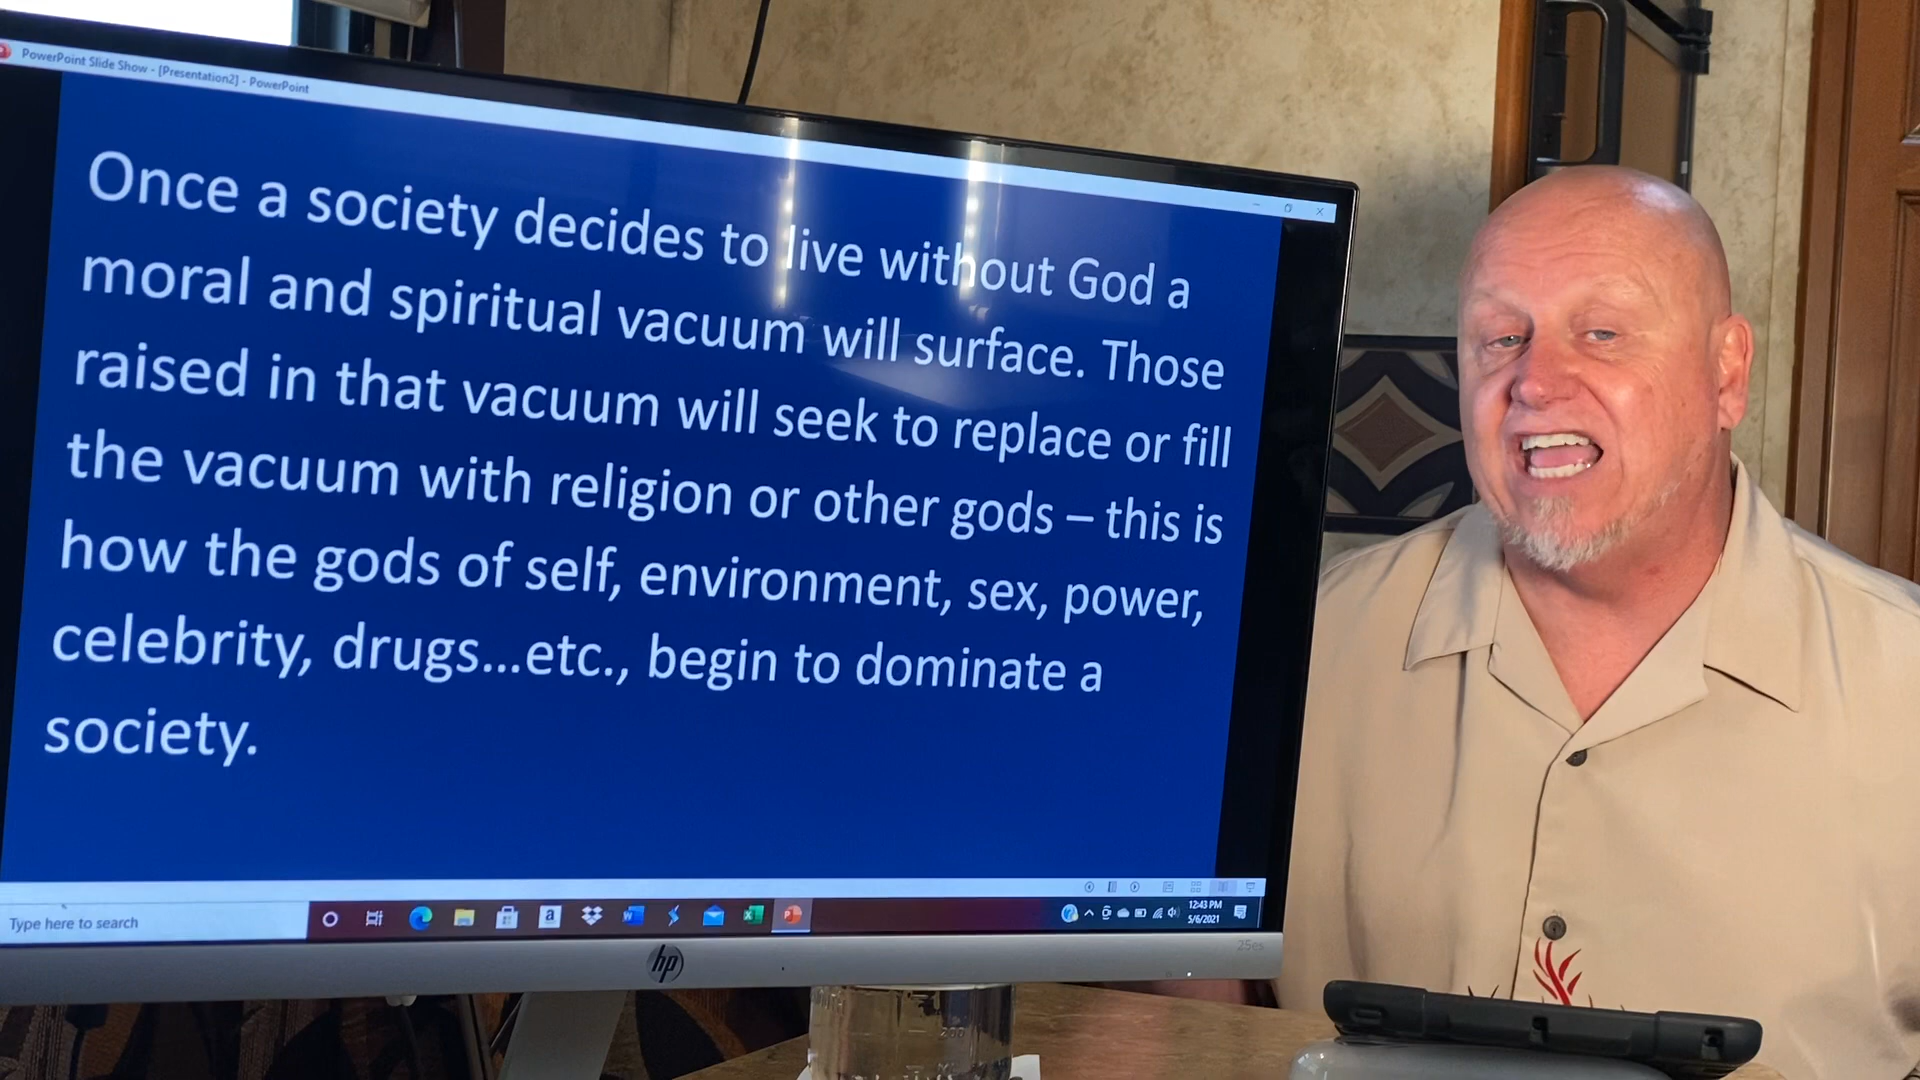 PowerPoint Slide Show - [Presentation2] - PowerPoint
Once a society decides to live without God a
moral and spiritual vacuum will surface. Those
raised in that vacuum will seek to replace or fill
the vacuum with religion or other gods – this is
how the gods of self, environment, sex, power,
celebrity, drugs...etc., begin to dominate a
society.
Type here to search
12:43 PM
5/6/2021
hp
25es
200